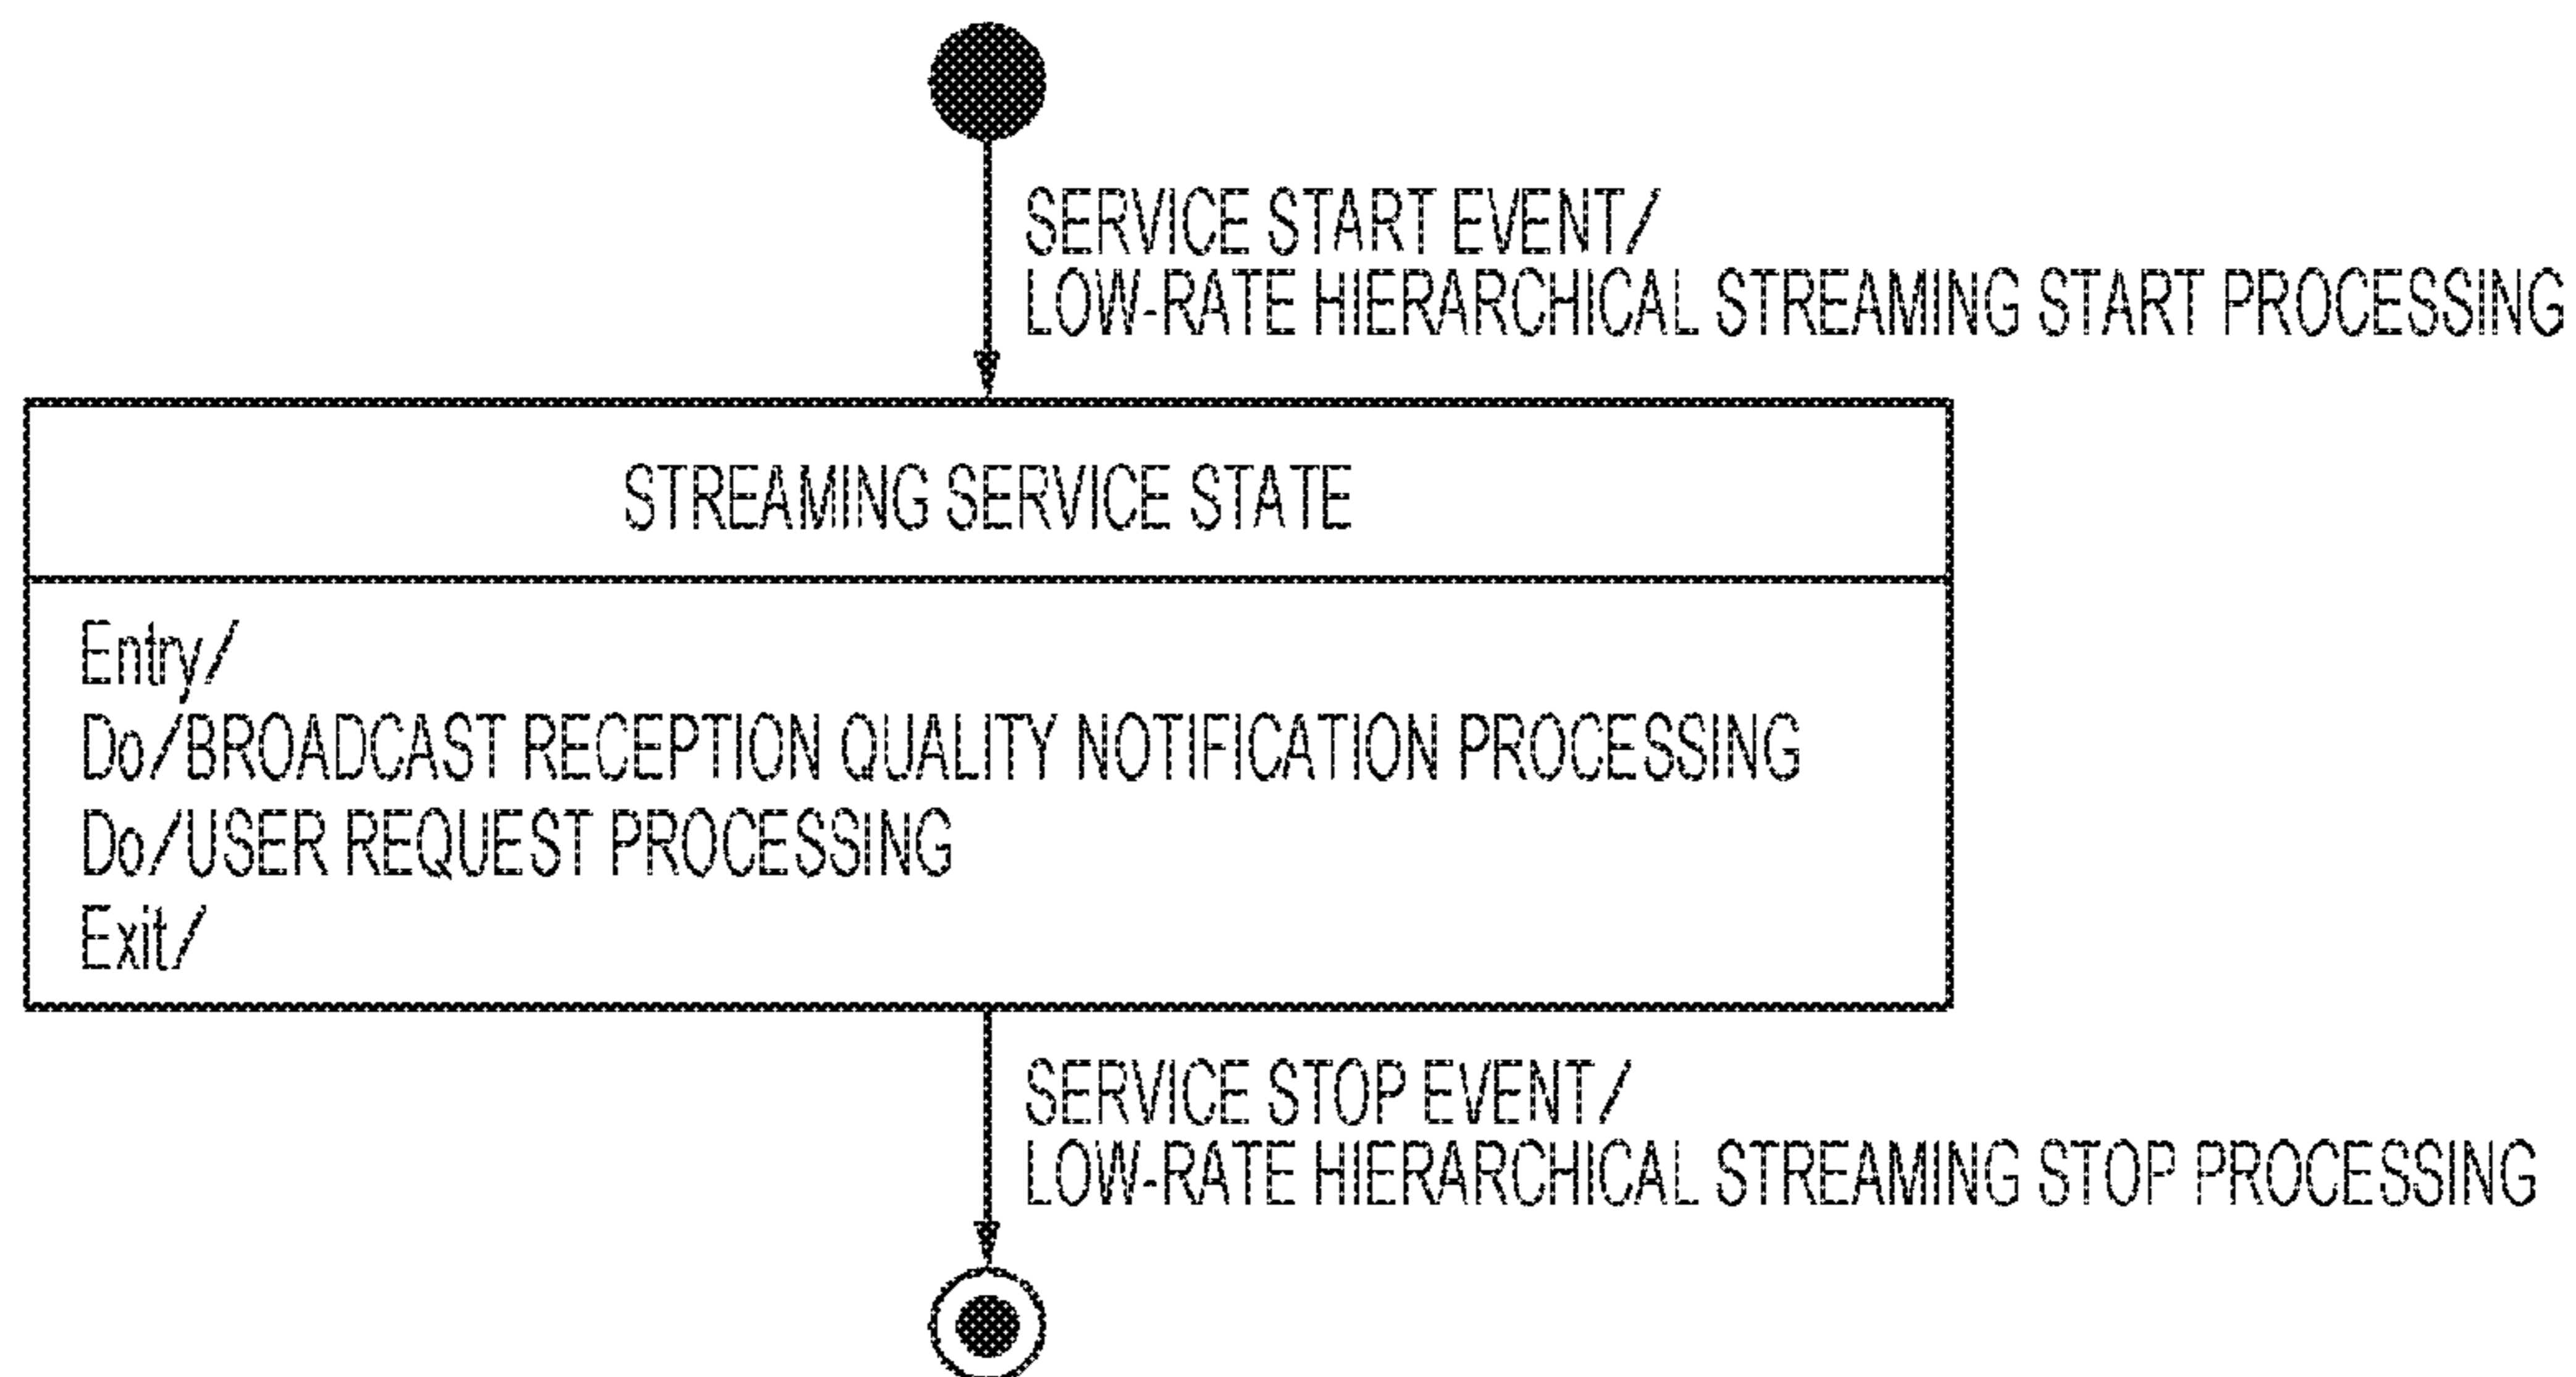 SERVICE START EVENT/
LOW-RATE HIERARCHICAL STREAMING START PROCESSING
STREAMING SERVICE STATE
Entry/
Do/BROADCAST RECEPTION QUALITY NOTIFICATION PROCESSING
Do/USER REQUEST PROCESSING
Exit/
SERVICE STOP EVENT/
LOW-RATE HIERARCHICAL STREAMING STOP PROCESSING